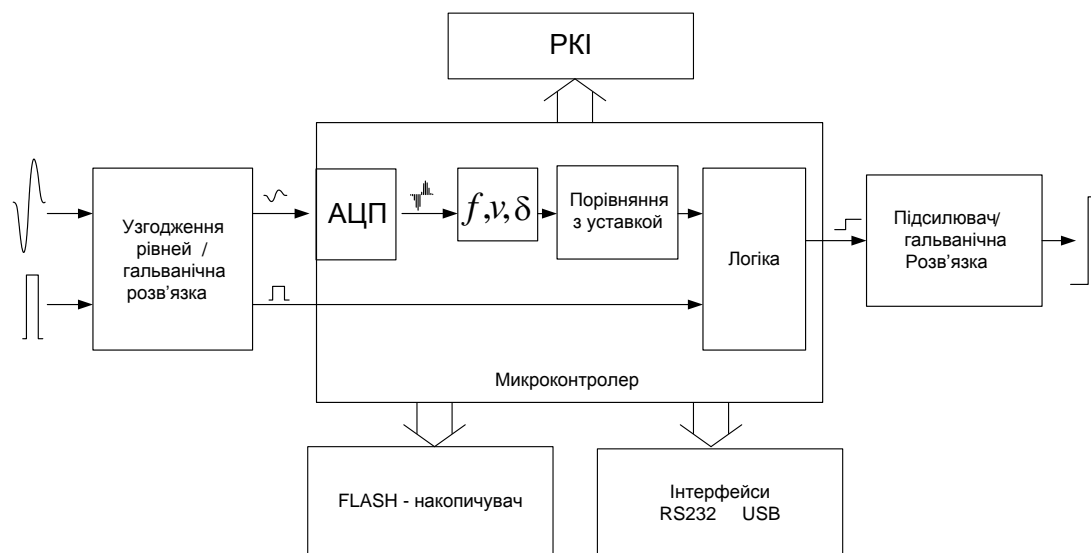 РКІ
Узгодження
рівней /
гальванічна
розв'язка
АЦП
f,ν,δ
Порівняння
з уставкой
Логіка
Підсилювач/
гальванічна
Розв'язка
Микроконтролер
FLASH - накопичувач
Інтерфейси
RS232 USB